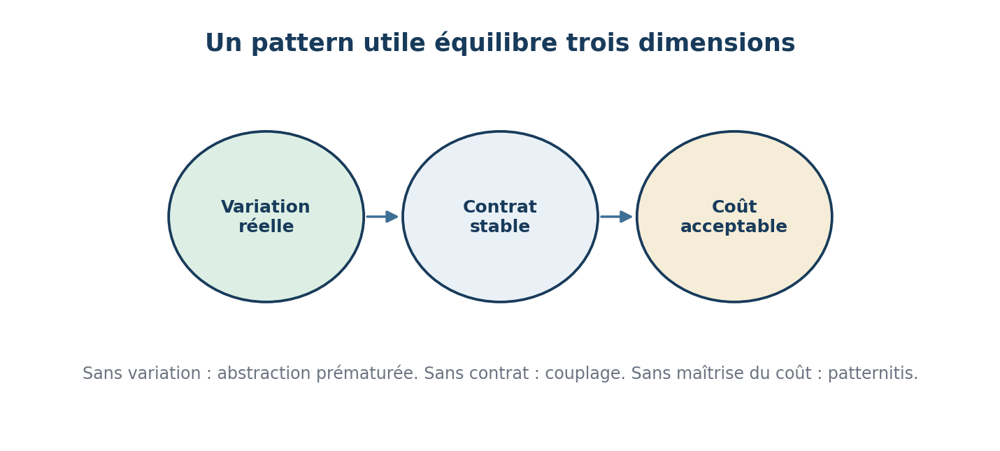 Un pattern utile équilibre trois dimensions
Variation
réelle
Contrat
stable
Coût
acceptable
Sans variation : abstraction prématurée. Sans contrat : couplage. Sans maîtrise du coût : patternitis.